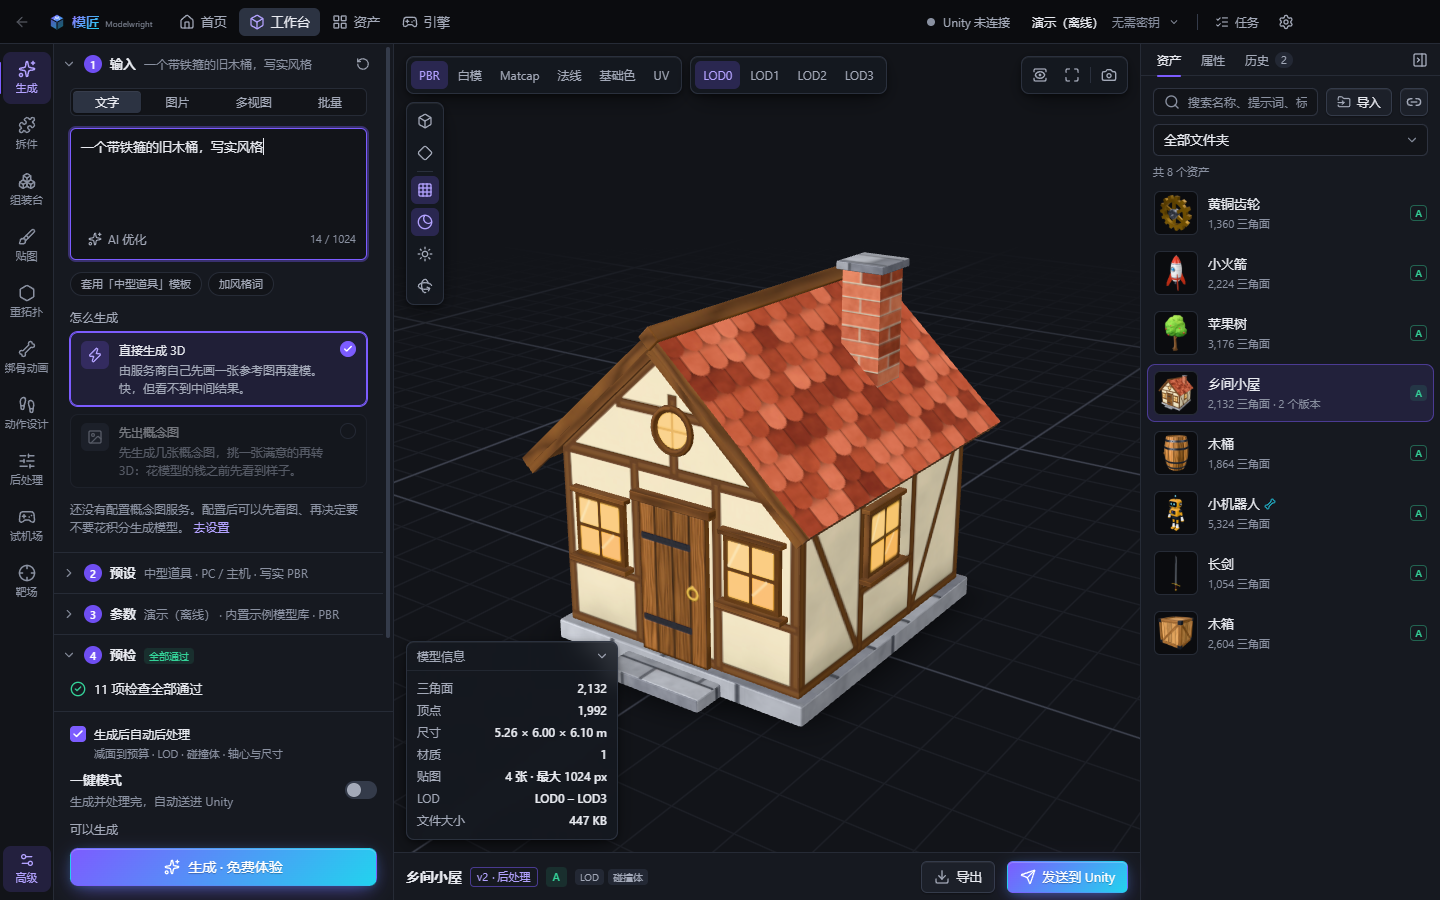 模匠 Modelwright
首页
工作台
资产
引擎
Unity 未连接
演示（离线）
无需密钥
任务
生成
拆件
组装台
贴图
重拓扑
绑骨动画
动作设计
后处理
试机场
靶场
高级
1 输入 一个带铁箍的旧木桶，写实风格
文字
图片
多视图
批量
一个带铁箍的旧木桶，写实风格
AI 优化
14 / 1024
套用「中型道具」模板
加风格词
怎么生成
直接生成 3D
由服务商自己先画一张参考图再建模。
快，但看不到中间结果。
先出概念图
先生成几张概念图，挑一张满意的再转
3D：花模型的钱之前先看到样子。
还没有配置概念图服务。配置后可以先看图、再决定要
不要花积分生成模型。 去设置
2 预设 中型道具 · PC / 主机 · 写实 PBR
3 参数 演示（离线） · 内置示例模型库 · PBR
4 预检 全部通过
11 项检查全部通过
生成后自动后处理
减面到预算 · LOD · 碰撞体 · 轴心与尺寸
一键模式
生成并处理完，自动送进 Unity
可以生成
生成 · 免费体验
PBR
白模
Matcap
法线
基础色
UV
LOD0
LOD1
LOD2
LOD3
模型信息
三角面 2,132
顶点 1,992
尺寸 5.26 × 6.00 × 6.10 m
材质 1
贴图 4 张 · 最大 1024 px
LOD LOD0 – LOD3
文件大小 447 KB
乡间小屋
v2 · 后处理
A
LOD
碰撞体
导出
发送到 Unity
资产
属性
历史 2
搜索名称、提示词、标
导入
全部文件夹
共 8 个资产
黄铜齿轮
1,360 三角面
A
小火箭
2,224 三角面
A
苹果树
3,176 三角面
A
乡间小屋
2,132 三角面 · 2 个版本
A
木桶
1,864 三角面
A
小机器人
5,324 三角面
A
长剑
1,054 三角面
A
木箱
2,604 三角面
A